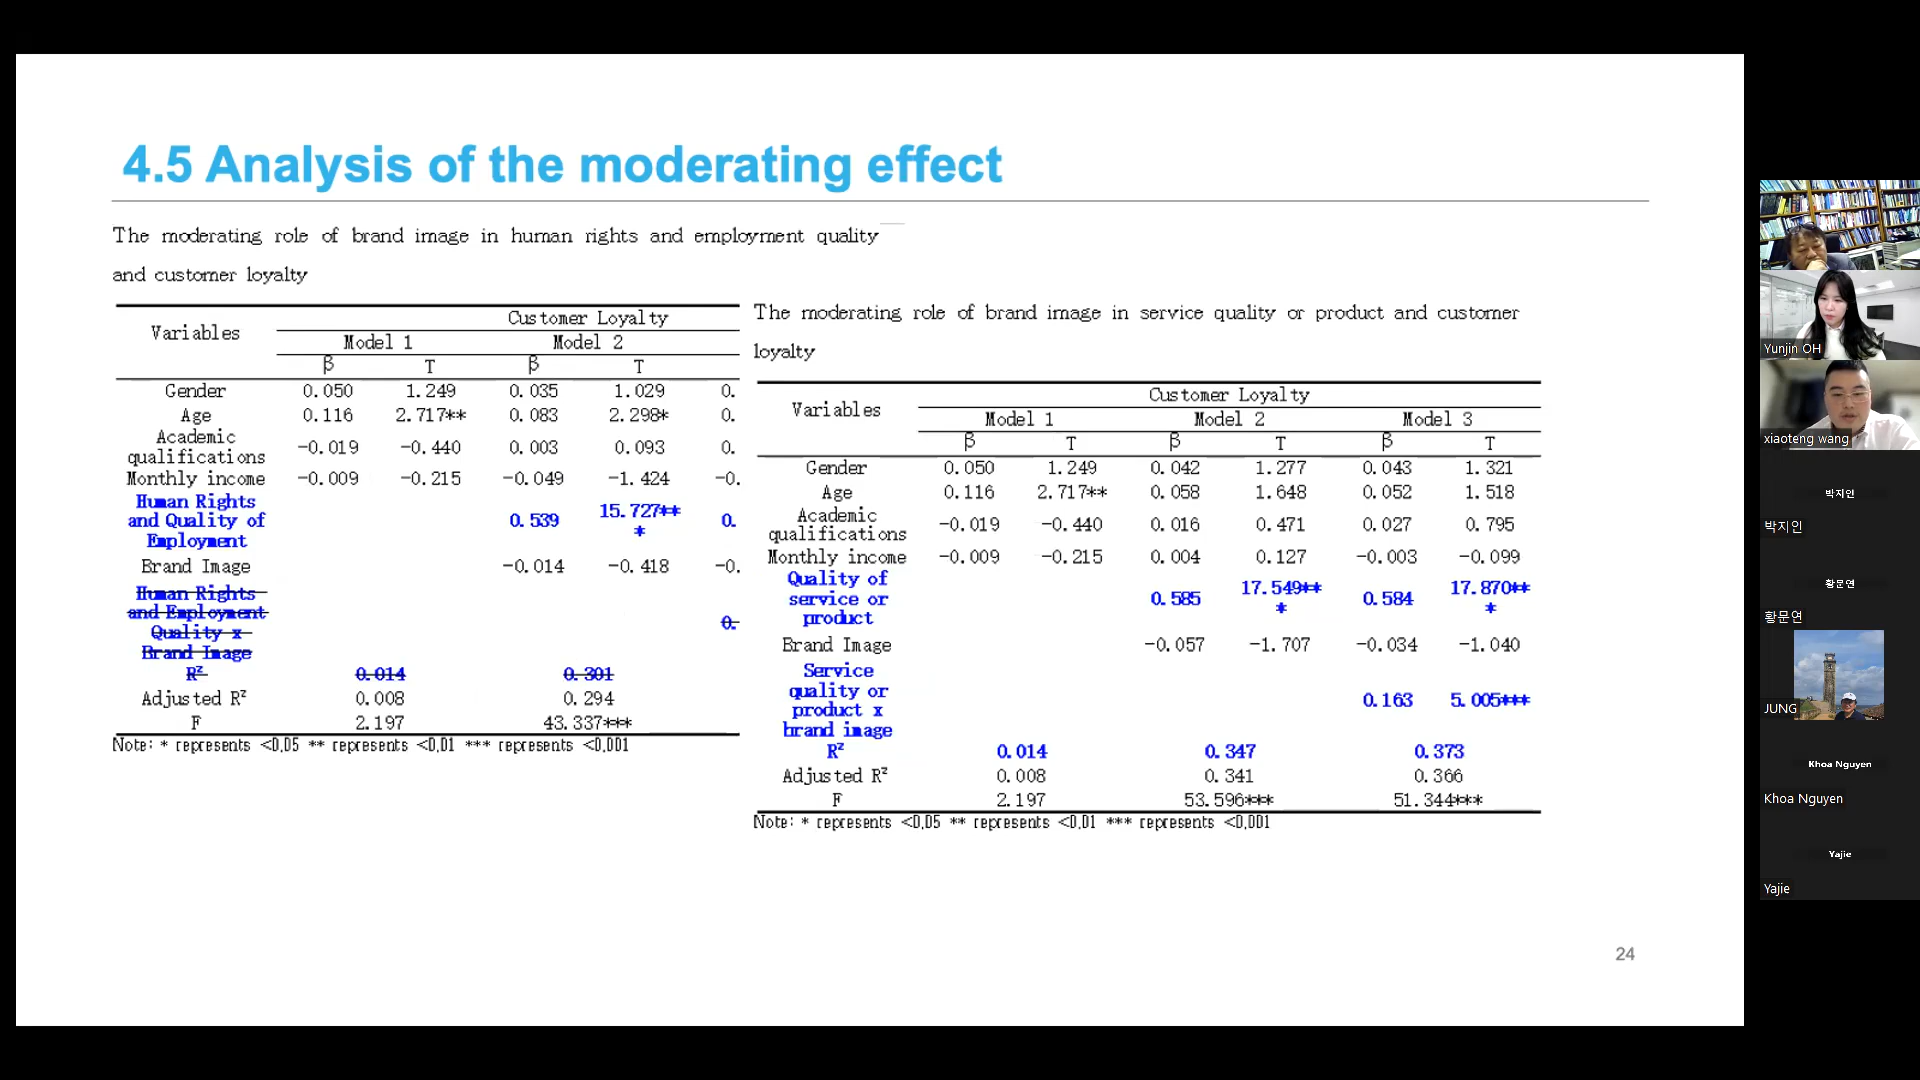 4.5 Analysis of the moderating effect
The moderating role of brand image in human rights and employment quality
and customer loyalty
Variables Customer Loyalty
Model 1 Model 2
β T β T
Gender 0.050 1.249 0.035 1.029 0.
Age 0.116 2.717** 0.083 2.298* 0.
Academic
qualifications -0.019 -0.440 0.003 0.093 0.
Monthly income -0.009 -0.215 -0.049 -1.424 -0.
Human Rights
and Quality of
Employment 0.539 15.727**
* 0.
Brand Image -0.014 -0.418 -0.
Human Rights
and Employment
Quality x
Brand Image 0.
R² 0.014 0.301
Adjusted R² 0.008 0.294
F 2.197 43.337***
Note: * represents <0.05 ** represents <0.01 *** represents <0.001
The moderating role of brand image in service quality or product and customer
loyalty
Variables Customer Loyalty
Model 1 Model 2 Model 3
β T β T β T
Gender 0.050 1.249 0.042 1.277 0.043 1.321
Age 0.116 2.717** 0.058 1.648 0.052 1.518
Academic
qualifications -0.019 -0.440 0.016 0.471 0.027 0.795
Monthly income -0.009 -0.215 0.004 0.127 -0.003 -0.099
Quality of
service or
product 0.585 17.549**
* 0.584 17.870**
*
Brand Image -0.057 -1.707 -0.034 -1.040
Service
quality or
product x
brand image 0.163 5.005***
R² 0.014 0.347 0.373
Adjusted R² 0.008 0.341 0.366
F 2.197 53.596*** 51.344***
Note: * represents <0.05 ** represents <0.01 *** represents <0.001
24
Yunjin OH
xiaoteng wang
박지인
박지인
황문연
황문연
JUNG
Khoa Nguyen
Khoa Nguyen
Yajie
Yajie